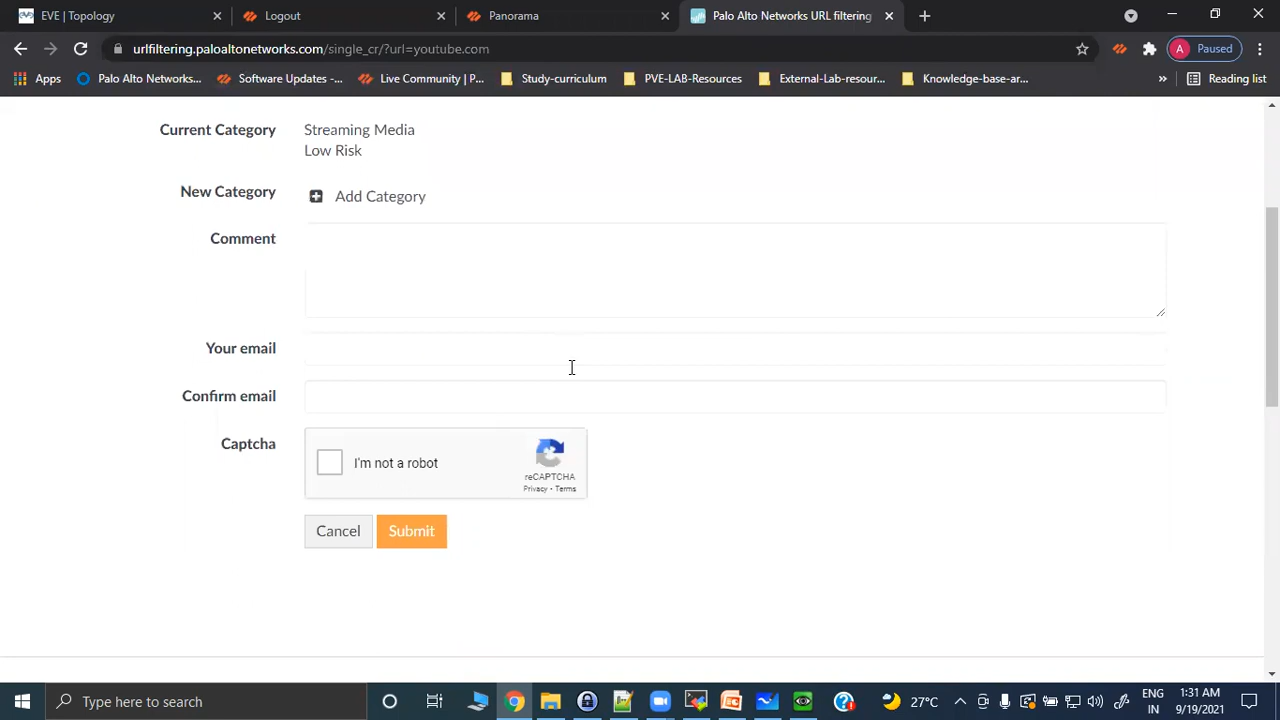 EVE | Topology
Logout
Panorama
Palo Alto Networks URL filtering
urlfiltering.paloaltonetworks.com/single_cr/?url=youtube.com
A Paused
Apps
Palo Alto Networks...
Software Updates -...
Live Community | P...
Study-curriculum
PVE-LAB-Resources
External-Lab-resour...
Knowledge-base-ar...
»
Reading list
Current Category
Streaming Media
Low Risk
New Category
Add Category
Comment
Your email
Confirm email
Captcha
I'm not a robot
reCAPTCHA
Privacy • Terms
Cancel
Submit
Type here to search
27°C
ENG
IN
1:31 AM
9/19/2021